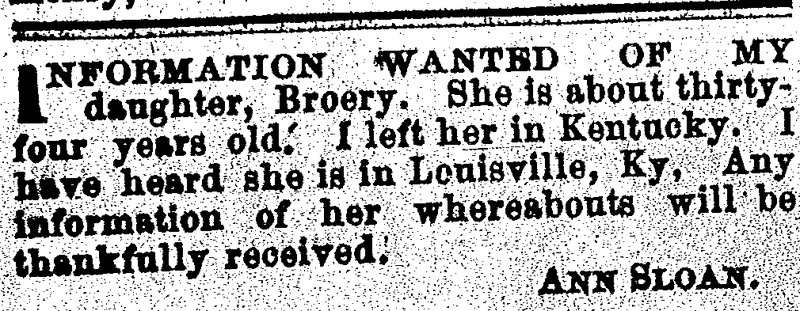 INFORMATION WANTED OF MY
daughter, Broery. She is about thirty-
four years old. I left her in Kentucky. I
have heard she is in Louisville, Ky, Any
information of her whereabouts will be
thankfully received.
ANN SLOAN.